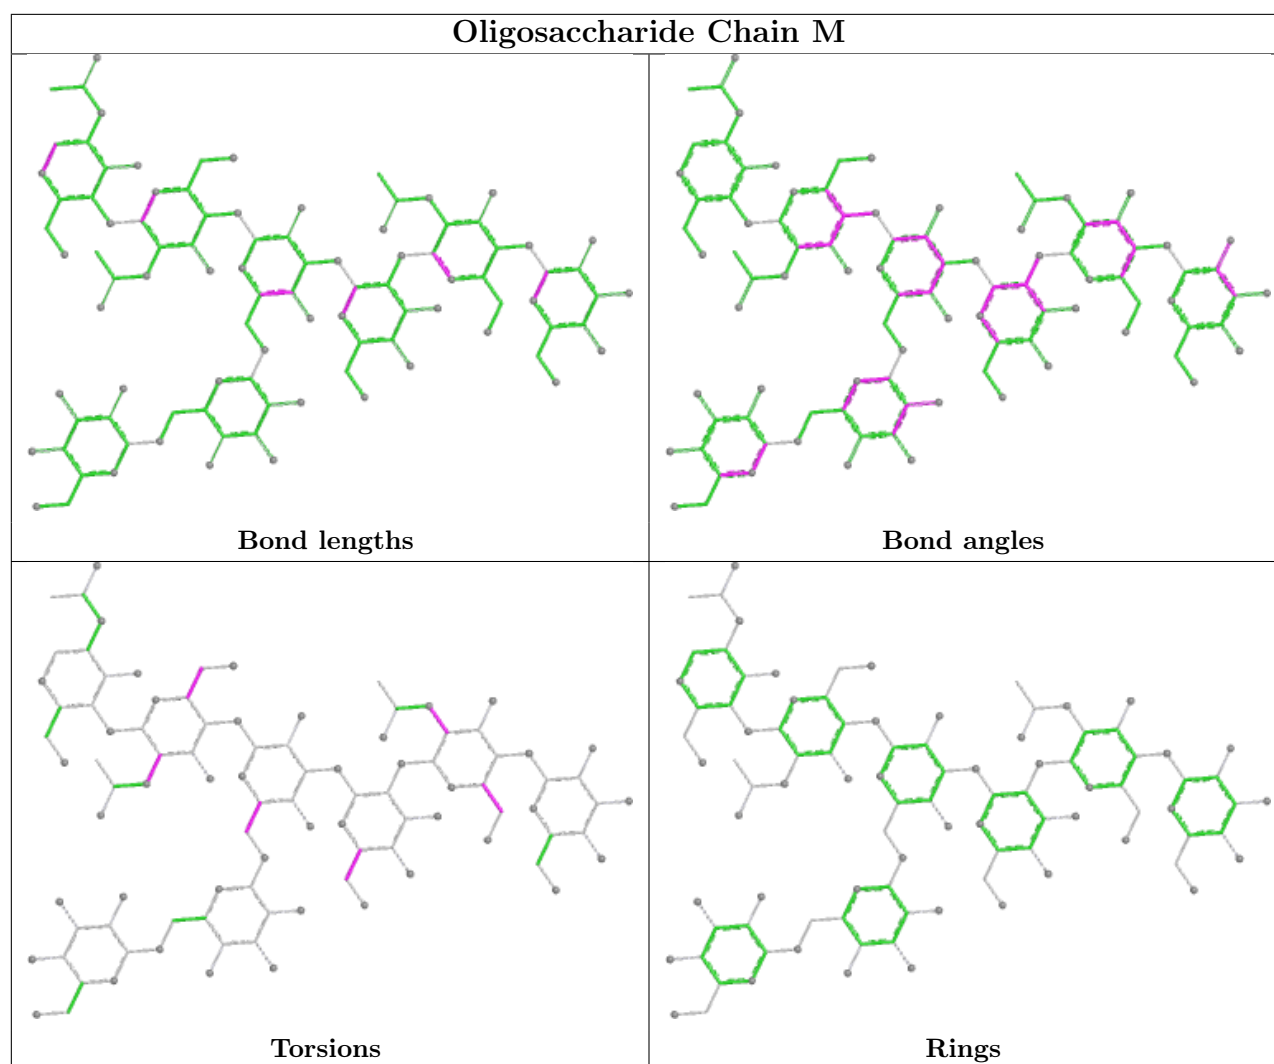 Oligosaccharide Chain M
Bond lengths
Bond angles
Torsions
Rings